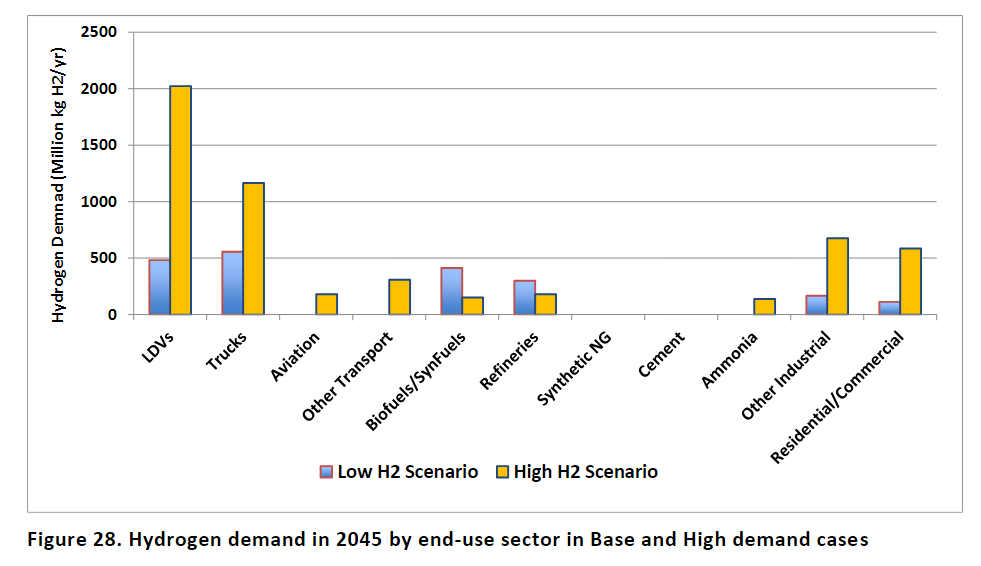 2500
2000
1500
1000
500
0
Hydrogen Demnad (Million kg H2/yr)
LDVs
Trucks
Aviation
Other Transport
Biofuels/SynFuels
Refineries
Synthetic NG
Cement
Ammonia
Other Industrial
Residential/Commercial
Low H2 Scenario
High H2 Scenario
Figure 28. Hydrogen demand in 2045 by end-use sector in Base and High demand cases